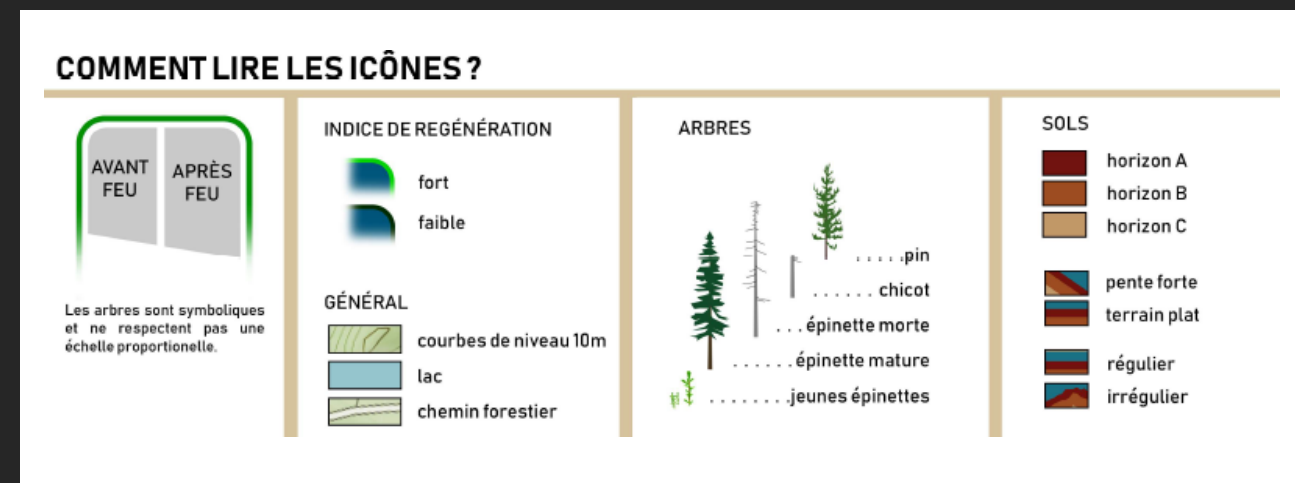 COMMENT LIRE LES ICÔNES ?
AVANT
FEU
APRÈS
FEU
Les arbres sont symboliques
et ne respectent pas une
échelle proportionelle.
INDICE DE REGÉNÉRATION
fort
faible
GÉNÉRAL
courbes de niveau 10m
lac
chemin forestier
ARBRES
. . . . .pin
. . . . . . chicot
. . . épinette morte
. . . . . .épinette mature
. . . . . . . .jeunes épinettes
SOLS
horizon A
horizon B
horizon C
pente forte
terrain plat
régulier
irrégulier